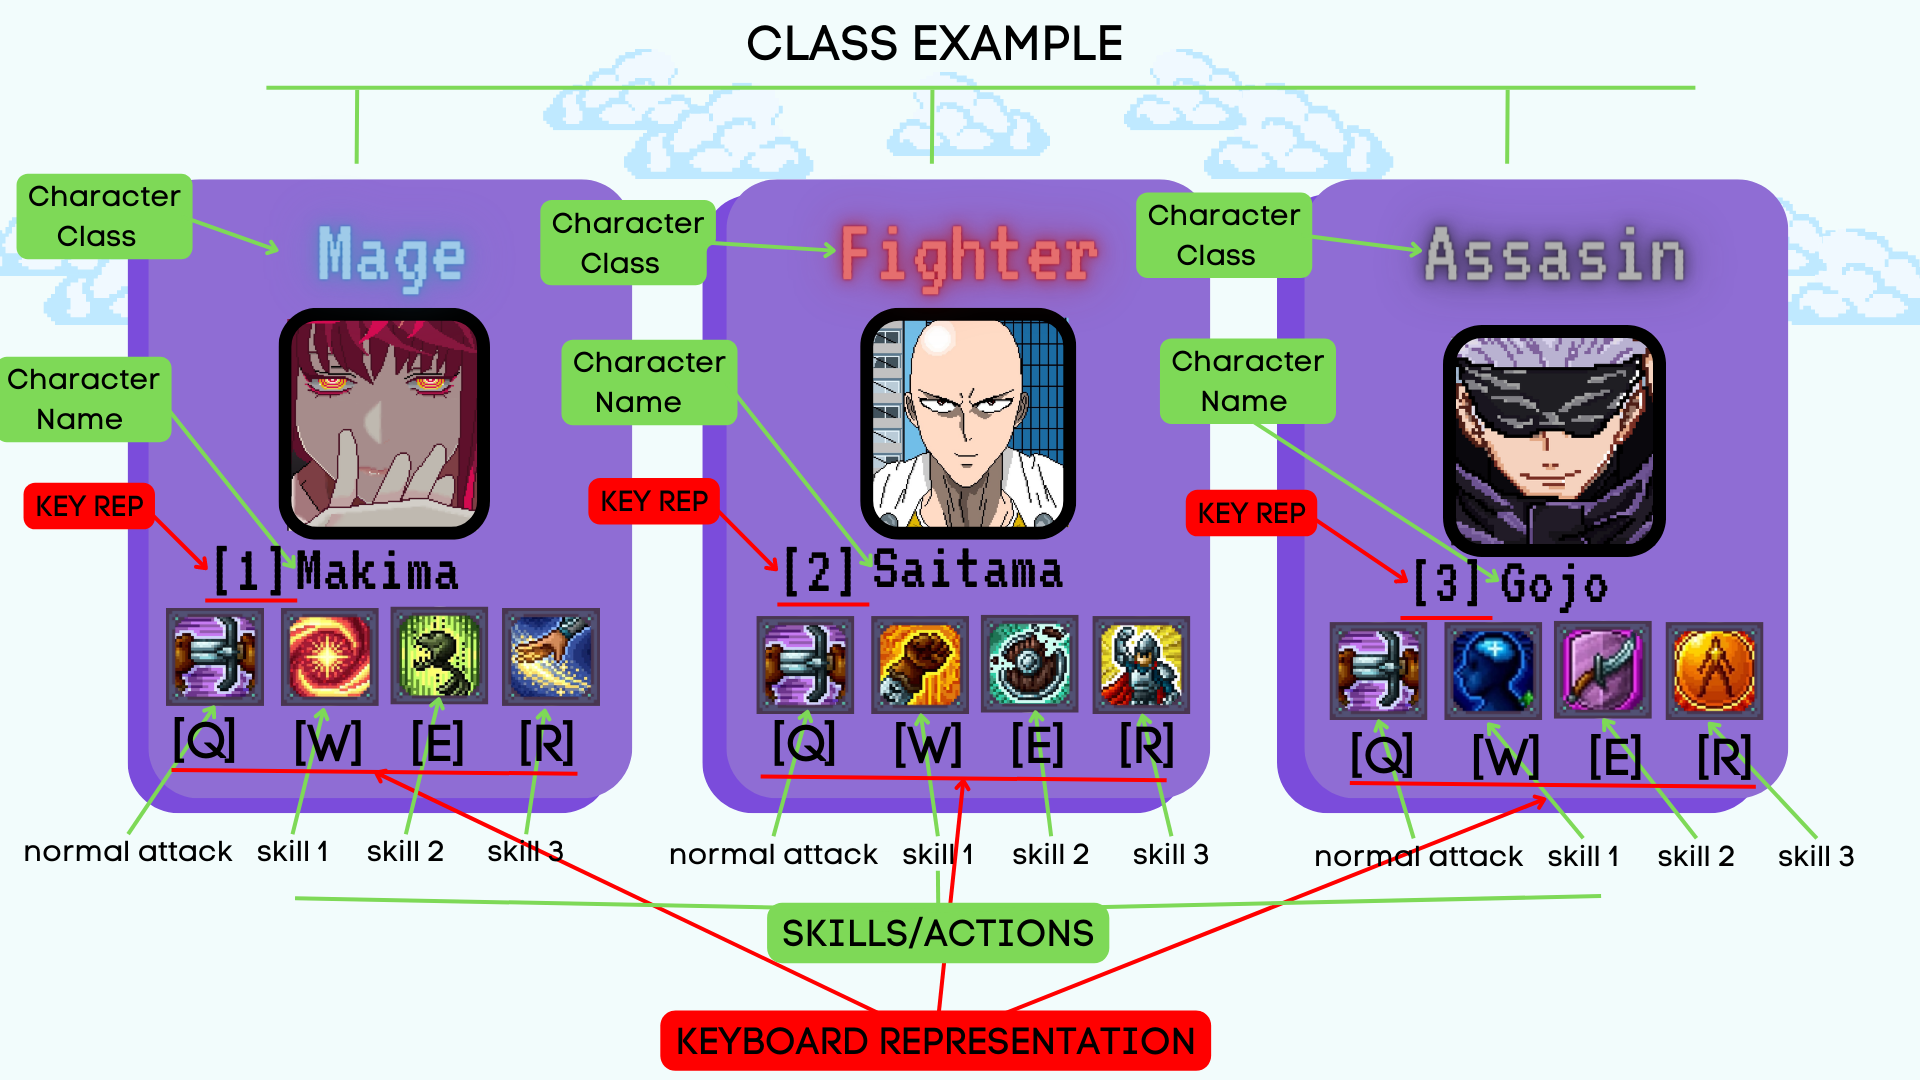 CLASS EXAMPLE
Character
Class
Mage
Character
Name
KEY REP
[1]Makima
[Q] [W] [E] [R]
normal attack skill 1 skill 2 skill 3
Character
Class
Fighter
Character
Name
KEY REP
[2]Saitama
[Q] [W] [E] [R]
normal attack skill 1 skill 2 skill 3
Character
Class
Assasin
Character
Name
KEY REP
[3]Gojo
[Q] [W] [E] [R]
normal attack skill 1 skill 2 skill 3
SKILLS/ACTIONS
KEYBOARD REPRESENTATION